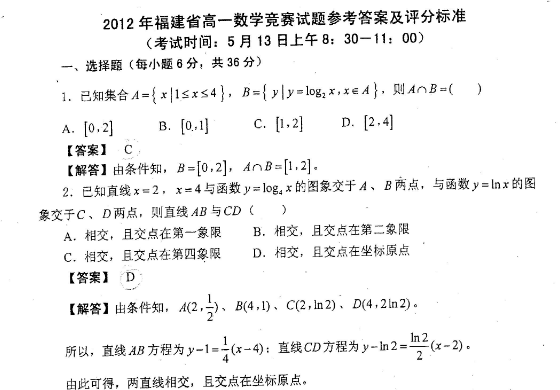 2012年福建省高一数学竞赛试题参考答案及评分标准
（考试时间：5月13日上午8：30－11：00）
一、选择题（每小题6分，共36分）
1．已知集合A={x|1≤x≤4}，B={y|y=log₂x,x∈A}，则A∩B=(　　)
A．[0,2]　B．[0,1]　C．[1,2]　D．[2,4]
【答案】 C
【解答】由条件知，B=[0,2]，A∩B=[1,2]。
2．已知直线x=2，x=4与函数y=log₄x的图象交于A、B两点，与函数y=lnx的图
象交于C、D两点，则直线AB与CD（　　）
A．相交，且交点在第一象限　B．相交，且交点在第二象限
C．相交，且交点在第四象限　D．相交，且交点在坐标原点
【答案】 D
【解答】由条件知，A(2,1/2)、B(4,1)、C(2,ln2)、D(4,2ln2)。
所以，直线AB方程为y−1=1/4(x−4)；直线CD方程为y−ln2=ln2/2(x−2)。
由此可得，两直线相交，且交点在坐标原点。